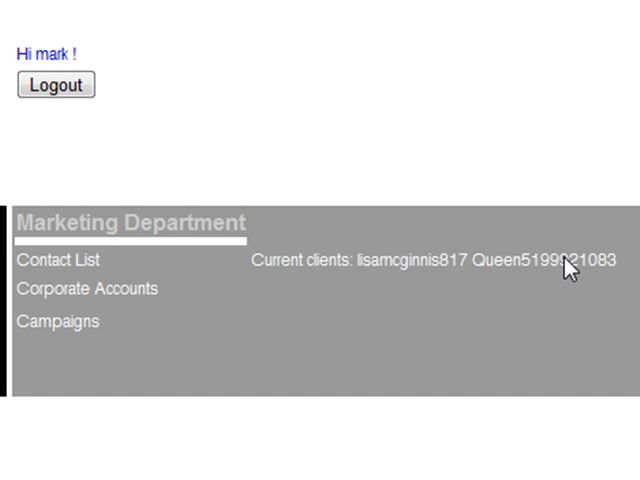 Hi mark !
Logout
Marketing Department
Contact List
Current clients: lisamcginnis817
Corporate Accounts
Campaigns